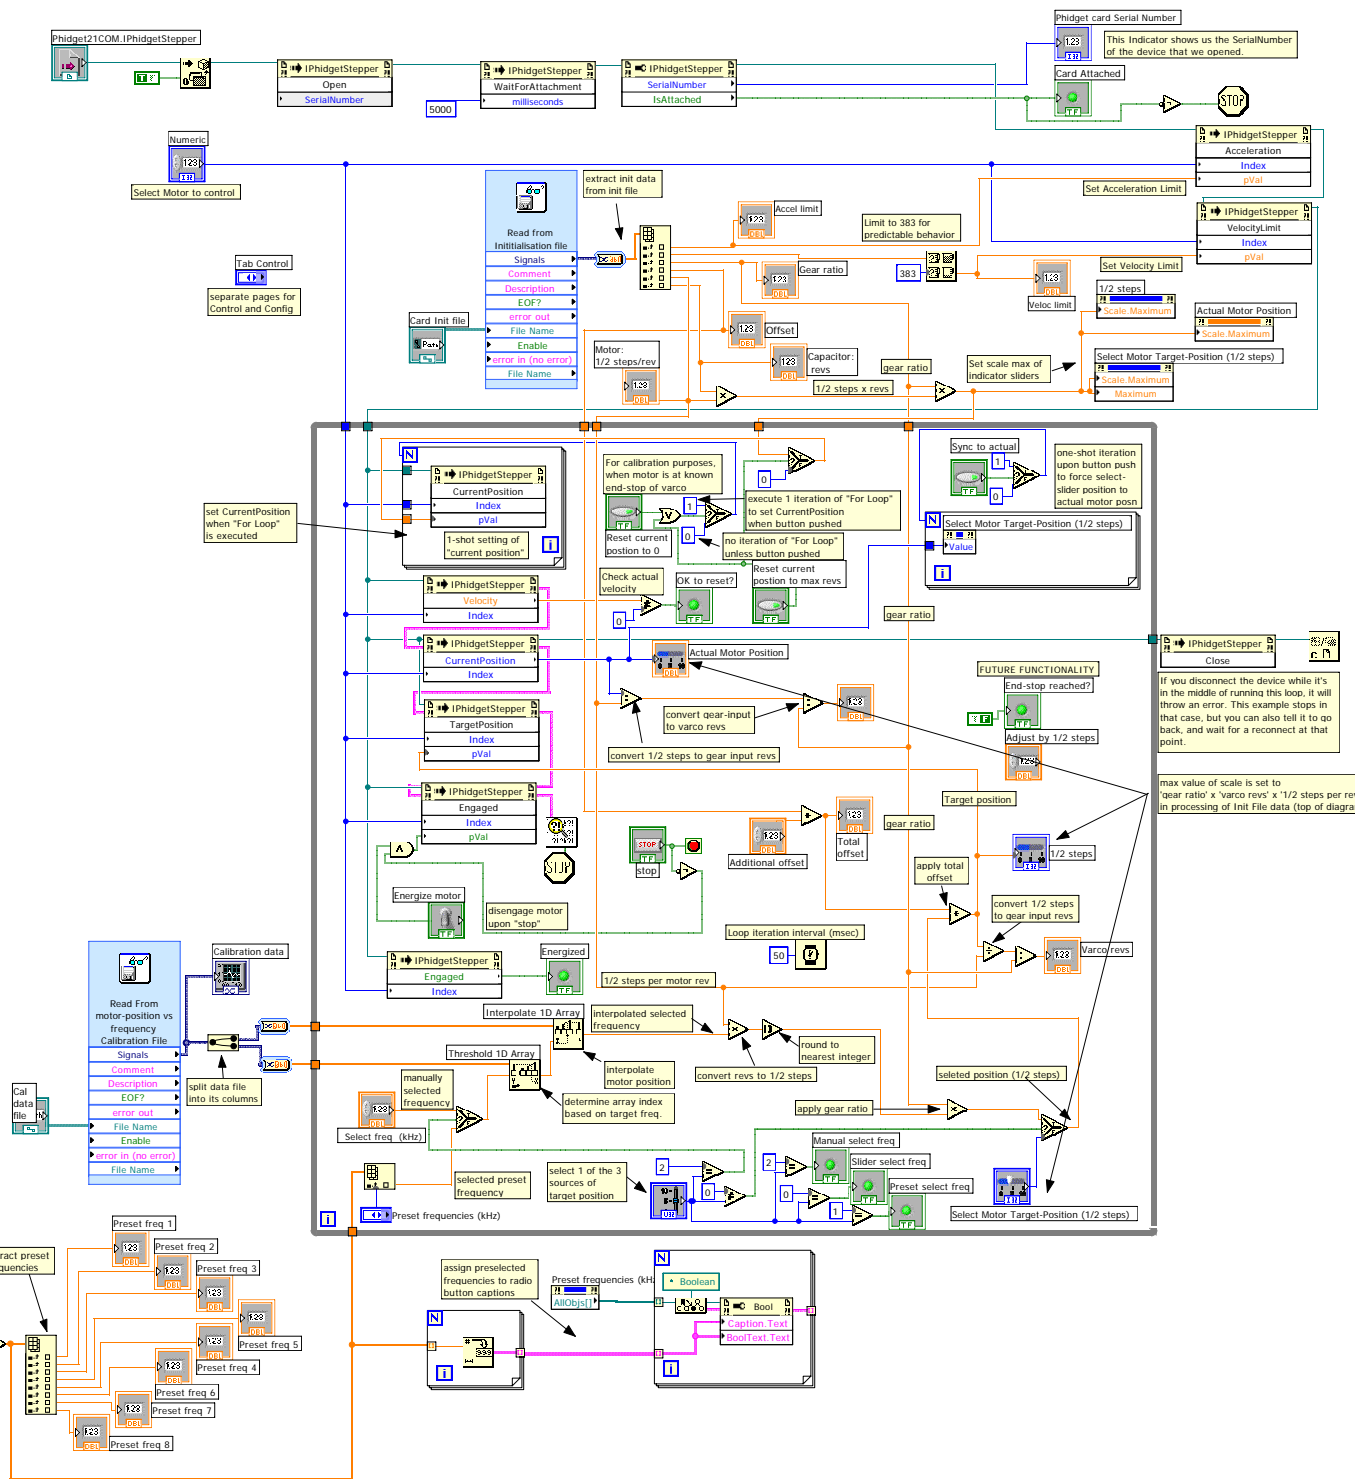 Phidget card Serial Number
Phidget21COM.IPhidgetStepper
This Indicator shows us the SerialNumber
of the device that we opened.
Card Attached
IPhidgetStepper
Open
SerialNumber
IPhidgetStepper
WaitForAttachment
milliseconds
5000
IPhidgetStepper
SerialNumber
IsAttached
STOP
Numeric
Select Motor to control
IPhidgetStepper
Acceleration
Index
pVal
Set Acceleration Limit
extract init data
from init file
Accel limit
Limit to 383 for
predictable behavior
IPhidgetStepper
VelocityLimit
Index
pVal
Read from
Inititialisation file
Signals
Comment
Description
EOF?
error out
File Name
Enable
error in (no error)
File Name
Tab Control
separate pages for
Control and Config
Card Init file
Gear ratio
383
Veloc limit
Set Velocity Limit
1/2 steps
Scale.Maximum
Actual Motor Position
Scale.Maximum
Offset
Motor:
1/2 steps/rev
Capacitor:
revs
gear ratio
Set scale max of
indicator sliders
Select Motor Target-Position (1/2 steps)
Scale.Maximum
Maximum
1/2 steps x revs
N
IPhidgetStepper
CurrentPosition
Index
pVal
1-shot setting of
"current position"
i
set CurrentPosition
when "For Loop"
is executed
For calibration purposes,
when motor is at known
end-stop of varco
Reset current
postion to 0
1
0
0
execute 1 iteration of "For Loop"
to set CurrentPosition
when button pushed
no iteration of "For Loop"
unless button pushed
Sync to actual
1
0
one-shot iteration
upon button push
to force select-
slider position to
actual motor posn
N
Select Motor Target-Position (1/2 steps)
Value
i
IPhidgetStepper
Velocity
Index
Check actual
velocity
0
OK to reset?
Reset current
postion to max revs
gear ratio
IPhidgetStepper
CurrentPosition
Index
Actual Motor Position
IPhidgetStepper
Close
If you disconnect the device while it's
in the middle of running this loop, it will
throw an error. This example stops in
that case, but you can also tell it to go
back, and wait for a reconnect at that
point.
FUTURE FUNCTIONALITY
End-stop reached?
Adjust by 1/2 steps
IPhidgetStepper
TargetPosition
Index
pVal
convert gear-input
to varco revs
convert 1/2 steps to gear input revs
IPhidgetStepper
Engaged
Index
pVal
max value of scale is set to
'gear ratio' x 'varco revs' x '1/2 steps per
in processing of Init File data (top of
Target position
gear ratio
Total
offset
Additional offset
STOP
stop
1/2 steps
apply total
offset
Energize motor
disengage motor
upon "stop"
convert 1/2 steps
to gear input revs
Loop iteration interval (msec)
50
Varco revs
IPhidgetStepper
Engaged
Index
Energized
1/2 steps per motor rev
Read From
motor-position vs
frequency
Calibration File
Signals
Comment
Description
EOF?
error out
File Name
Enable
error in (no error)
File Name
Calibration data
split data file
into its columns
Cal
data
file
Interpolate 1D Array
interpolated selected
frequency
Threshold 1D Array
interpolate
motor position
round to
nearest integer
convert revs to 1/2 steps
manually
selected
frequency
determine array index
based on target freq.
Select freq (kHz)
seleted position (1/2 steps)
apply gear ratio
Manual select freq
Slider select freq
Preset select freq
2
0
2
0
1
select 1 of the 3
sources of
target position
selected preset
frequency
Preset frequencies (kHz)
Select Motor Target-Position (1/2 steps)
i
Preset freq 1
Preset freq 2
Preset freq 3
Preset freq 5
Preset freq 4
Preset freq 6
Preset freq 7
Preset freq 8
assign preselected
frequencies to radio
button captions
N
i
N
Preset frequencies
AllObjs[]
Boolean
Bool
Caption.Text
BoolText.Text
i